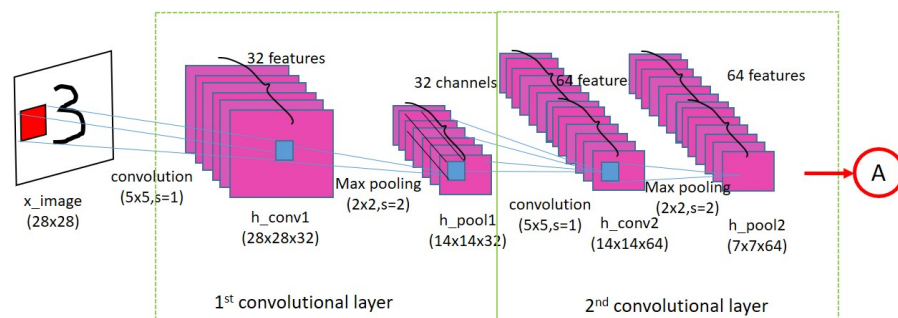 3
x_image
(28x28)
convolution
(5x5,s=1)
32 features
h_conv1
(28x28x32)
Max pooling
(2x2,s=2)
32 channels
h_pool1
(14x14x32)
1st convolutional layer
convolution
(5x5,s=1)
64 feature
h_conv2
(14x14x64)
Max pooling
(2x2,s=2)
64 features
h_pool2
(7x7x64)
2nd convolutional layer
A